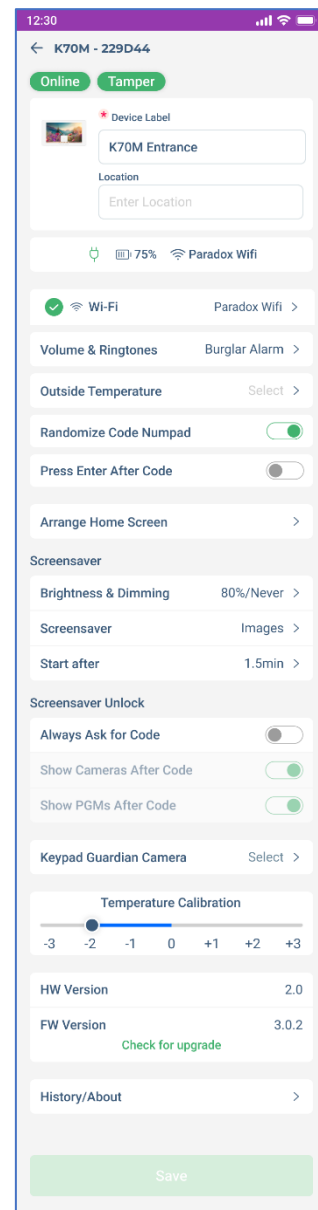 12:30
K70M - 229D44
Online Tamper
* Device Label
K70M Entrance
Location
Enter Location
75% Paradox Wifi
Wi-Fi Paradox Wifi >
Volume & Ringtones Burglar Alarm >
Outside Temperature Select >
Randomize Code Numpad
Press Enter After Code
Arrange Home Screen >
Screensaver
Brightness & Dimming 80%/Never >
Screensaver Images >
Start after 1.5min >
Screensaver Unlock
Always Ask for Code
Show Cameras After Code
Show PGMs After Code
Keypad Guardian Camera Select >
Temperature Calibration
-3 -2 -1 0 +1 +2 +3
HW Version 2.0
FW Version 3.0.2
Check for upgrade
History/About >
Save